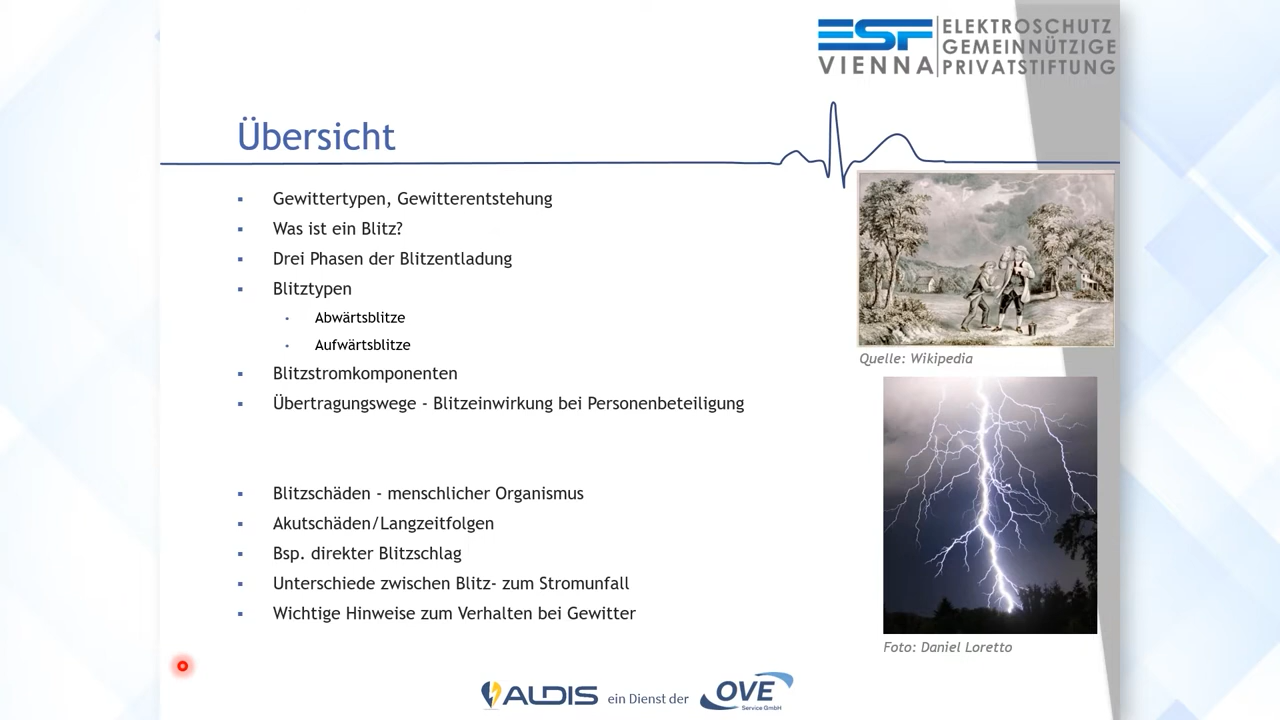 ESF VIENNA
ELEKTROSCHUTZ
GEMEINNÜTZIGE
PRIVATSTIFTUNG
Übersicht
Gewittertypen, Gewitterentstehung
Was ist ein Blitz?
Drei Phasen der Blitzentladung
Blitztypen
Abwärtsblitze
Aufwärtsblitze
Blitzstromkomponenten
Übertragungswege - Blitzeinwirkung bei Personenbeteiligung
Blitzschäden - menschlicher Organismus
Akutschäden/Langzeitfolgen
Bsp. direkter Blitzschlag
Unterschiede zwischen Blitz- zum Stromunfall
Wichtige Hinweise zum Verhalten bei Gewitter
Quelle: Wikipedia
Foto: Daniel Loretto
ALDIS ein Dienst der OVE
Service GmbH